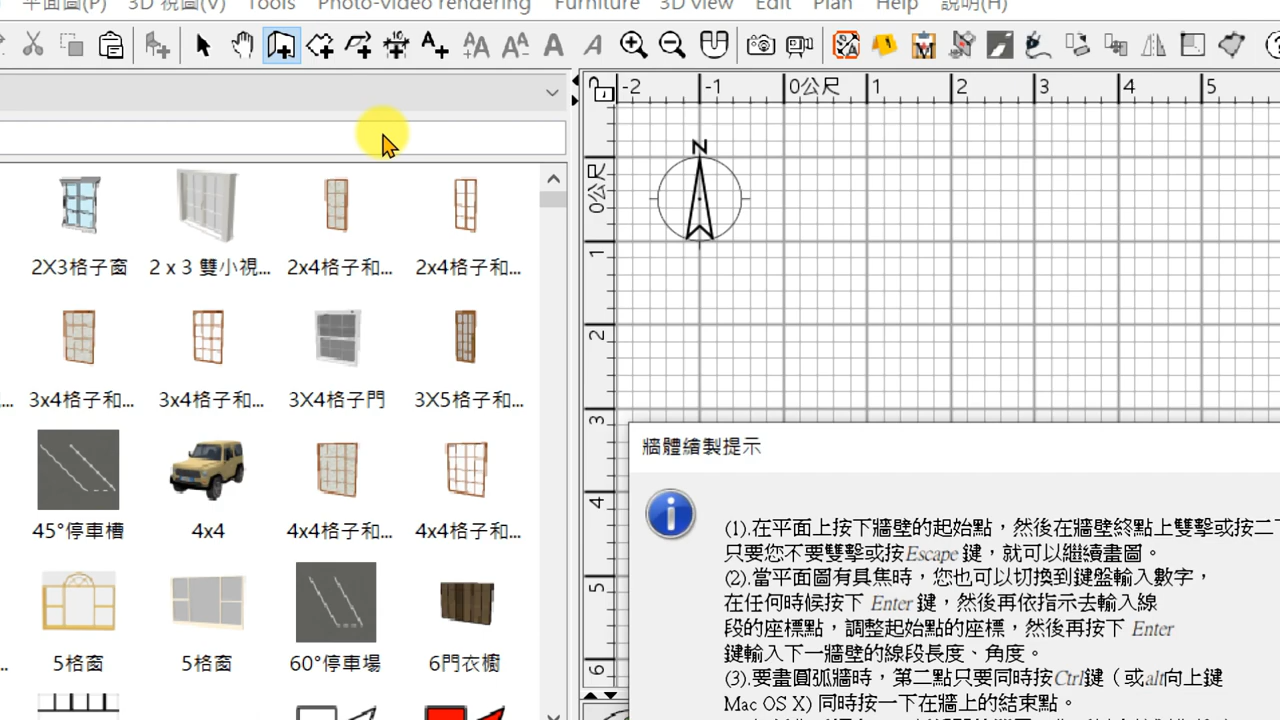 平面圖(P) 3D 視圖(V) Tools Photo-video rendering Furniture 3D view Edit Plan Help 說明(H)
-2 -1 0公尺 1 2 3 4 5
N
0公尺
1
2
3
4
5
6
2X3格子窗 2 x 3 雙小視... 2x4格子和... 2x4格子和...
3x4格子和... 3x4格子和... 3X4格子門 3X5格子和...
45°停車槽 4x4 4x4格子和... 4x4格子和...
5格窗 5格窗 60°停車場 6門衣櫥
牆體繪製提示
(1).在平面上按下牆壁的起始點，然後在牆壁終點上雙擊或按二
只要您不要雙擊或按Escape 鍵，就可以繼續畫圖。
(2).當平面圖有具焦時，您也可以切換到鍵盤輸入數字，
在任何時候按下 Enter 鍵，然後再依指示去輸入線
段的座標點，調整起始點的座標，然後再按下 Enter
鍵輸入下一牆壁的線段長度、角度。
(3).要畫圓弧牆時，第二點只要同時按Ctrl鍵（或alt向上鍵
Mac OS X) 同時按一下在牆上的結束點。